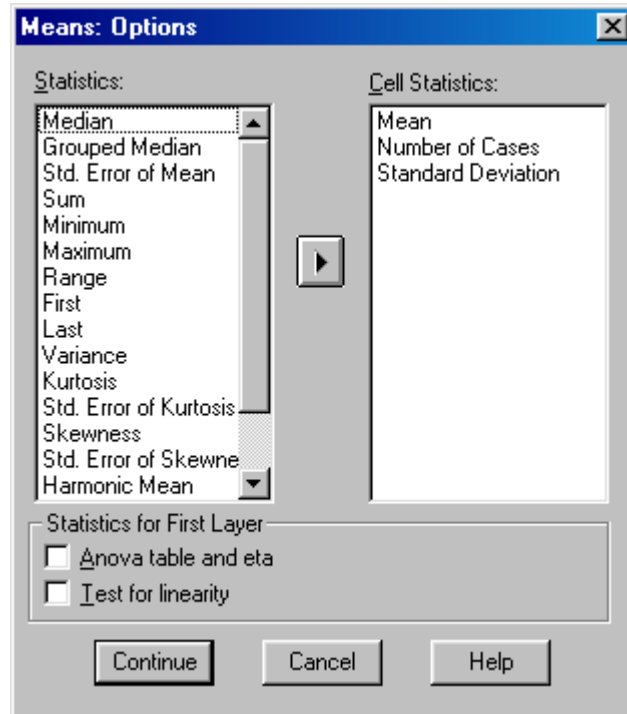 Means: Options
Statistics:
Median
Grouped Median
Std. Error of Mean
Sum
Minimum
Maximum
Range
First
Last
Variance
Kurtosis
Std. Error of Kurtosis
Skewness
Std. Error of Skewne
Harmonic Mean
Cell Statistics:
Mean
Number of Cases
Standard Deviation
Statistics for First Layer
Anova table and eta
Test for linearity
Continue
Cancel
Help